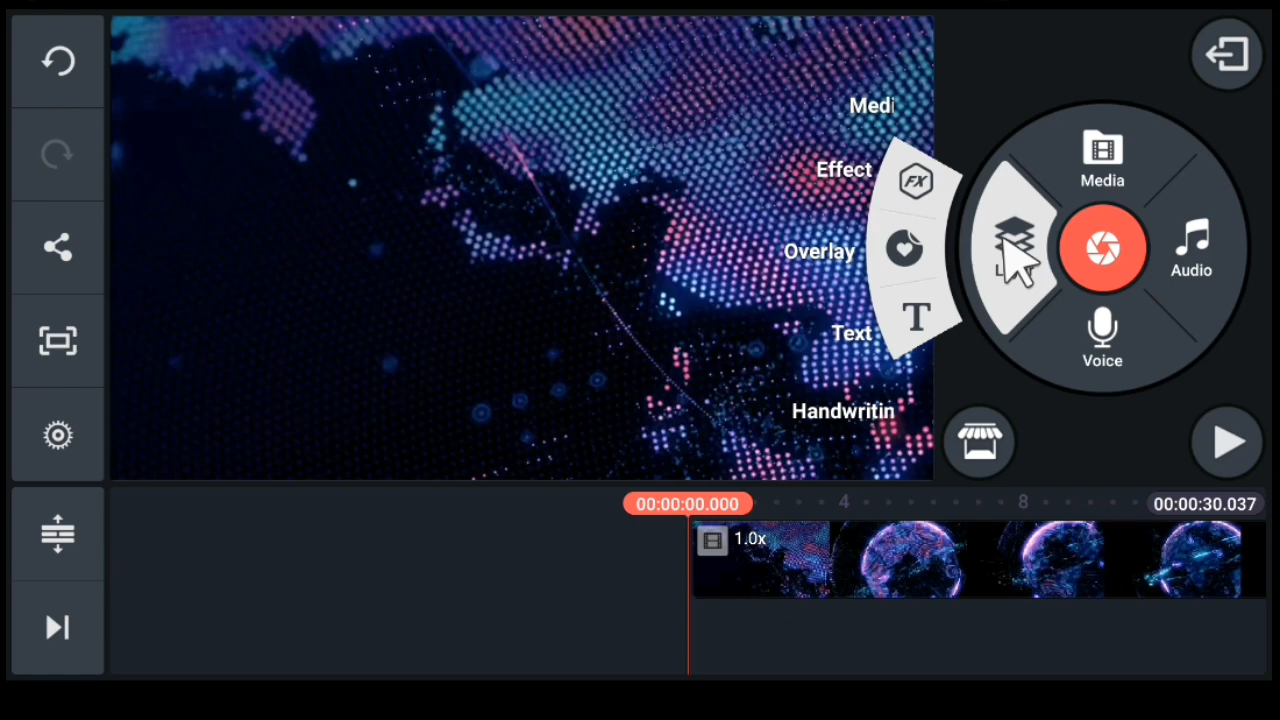 Medi
Media
Effect
FX
Overlay
Audio
T
Text
Voice
Handwritin
00:00:00.000
4
8
00:00:30.037
1.0x